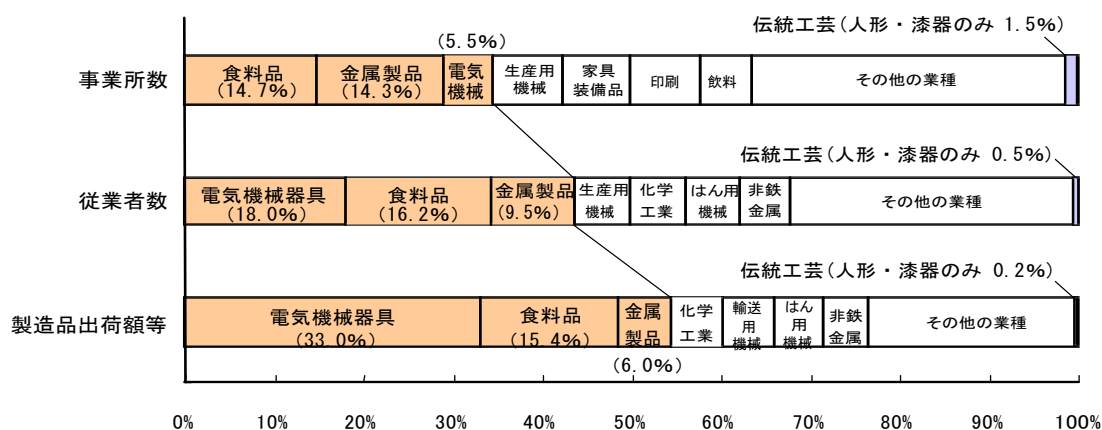 伝統工芸(人形・漆器のみ 1.5%)
(5.5%)
事業所数
食料品
(14.7%)
金属製品
(14.3%)
電気
機械
生産用
機械
家具
装備品
印刷
飲料
その他の業種
伝統工芸(人形・漆器のみ 0.5%)
従業者数
電気機械器具
(18.0%)
食料品
(16.2%)
金属製品
(9.5%)
生産用
機械
化学
工業
はん用
機械
非鉄
金属
その他の業種
伝統工芸(人形・漆器のみ 0.2%)
製造品出荷額等
電気機械器具
(33.0%)
食料品
(15.4%)
金属
製品
(6.0%)
化学
工業
輸送
用
機械
はん
用
機械
非鉄
金属
その他の業種
0% 10% 20% 30% 40% 50% 60% 70% 80% 90% 100%